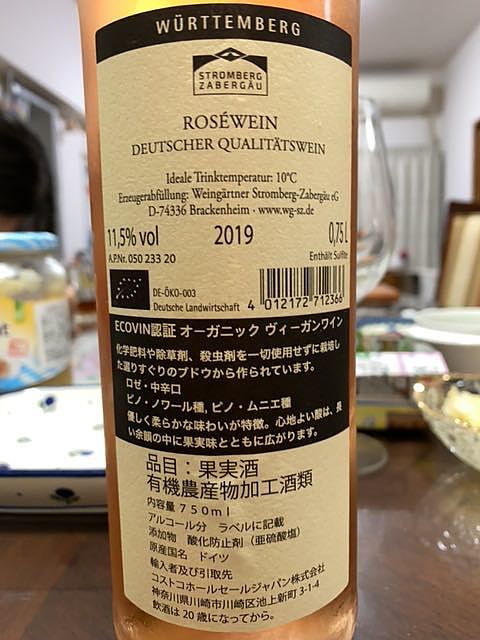 WÜRTTEMBERG
STROMBERG
ZABERGÄU
ROSÉWEIN
DEUTSCHER QUALITÄTSWEIN
Ideale Trinktemperatur: 10°C
Erzeugerabfüllung: Weingärtner Stromberg-Zabergäu eG
D-74336 Brackenheim · www.wg-sz.de
11,5% vol 2019 0,75 L
A.P.Nr. 050 233 20 Enthält Sulfite
DE-ÖKO-003
Deutsche Landwirtschaft 4 012172 712366
ECOVIN認証 オーガニック ヴィーガンワイン
化学肥料や除草剤、殺虫剤を一切使用せずに栽培し
た選りすぐりのブドウから作られています。
ロゼ・中辛口
ピノ・ノワール種, ピノ・ムニエ種
優しく柔らかな味わいが特徴。心地よい酸は、長
い余韻の中に果実味とともに広がります。
品目：果実酒
有機農産物加工酒類
内容量７５０ｍｌ
アルコール分 ラベルに記載
添加物 酸化防止剤（亜硫酸塩）
原産国名 ドイツ
輸入者及び引取先
コストコホールセールジャパン株式会社
神奈川県川崎市川崎区池上新町 3-1-4
飲酒は 20 歳になってから。